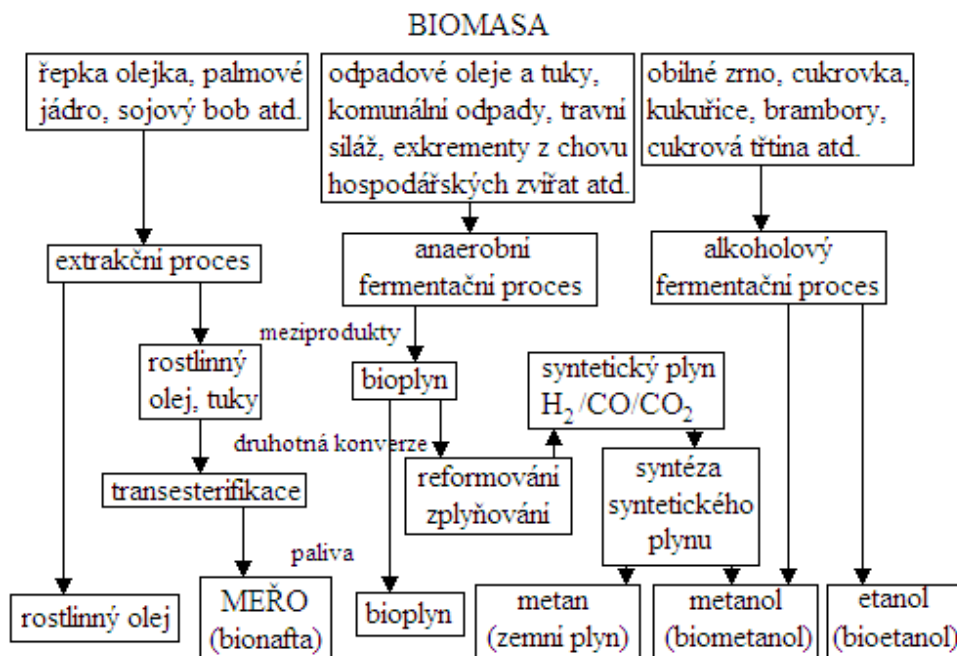 BIOMASA
řepka olejka, palmové
jádro, sojový bob atd.
odpadové oleje a tuky,
komunální odpady, travní
siláž, exkrementy z chovu
hospodářských zvířat atd.
obilné zrno, cukrovka,
kukuřice, brambory,
cukrová třtina atd.
extrakční proces
anaerobní
fermentační proces
alkoholový
fermentační proces
meziprodukty
rostlinný
olej, tuky
bioplyn
syntetický plyn
H₂/CO/CO₂
druhotná konverze
transesterifikace
reformování
zplyňování
syntéza
syntetického
plynu
paliva
rostlinný olej
MEŘO
(bionafta)
bioplyn
metan
(zemní plyn)
metanol
(biometanol)
etanol
(bioetanol)